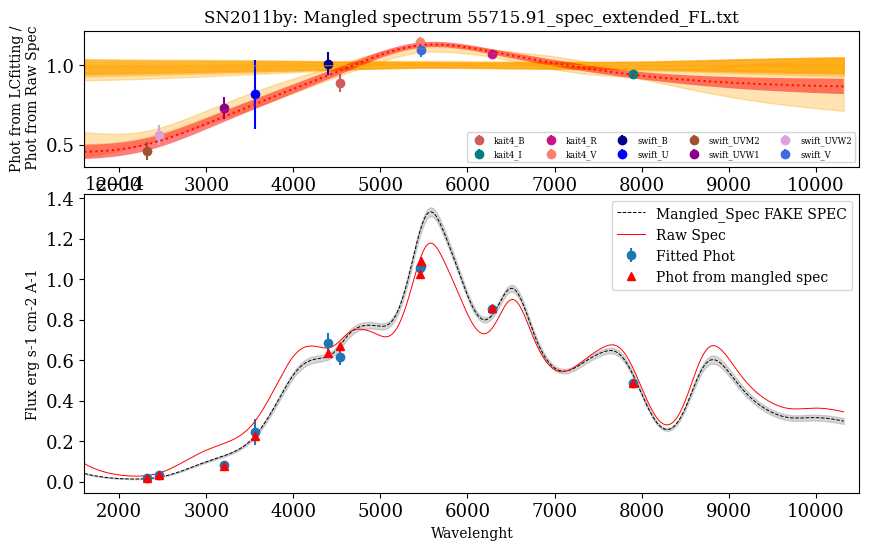 SN2011by: Mangled spectrum 55715.91_spec_extended_FL.txt
Phot from LCfitting /
Phot from Raw Spec
1.0
0.5
kait4_B kait4_R swift_B swift_UVM2 swift_UVW2
kait4_I kait4_V swift_U swift_UVW1 swift_V
2000 3000 4000 5000 6000 7000 8000 9000 10000
1e−14
Flux erg s-1 cm-2 A-1
1.4
1.2
1.0
0.8
0.6
0.4
0.2
0.0
Mangled_Spec FAKE SPEC
Raw Spec
Fitted Phot
Phot from mangled spec
2000 3000 4000 5000 6000 7000 8000 9000 10000
Wavelenght